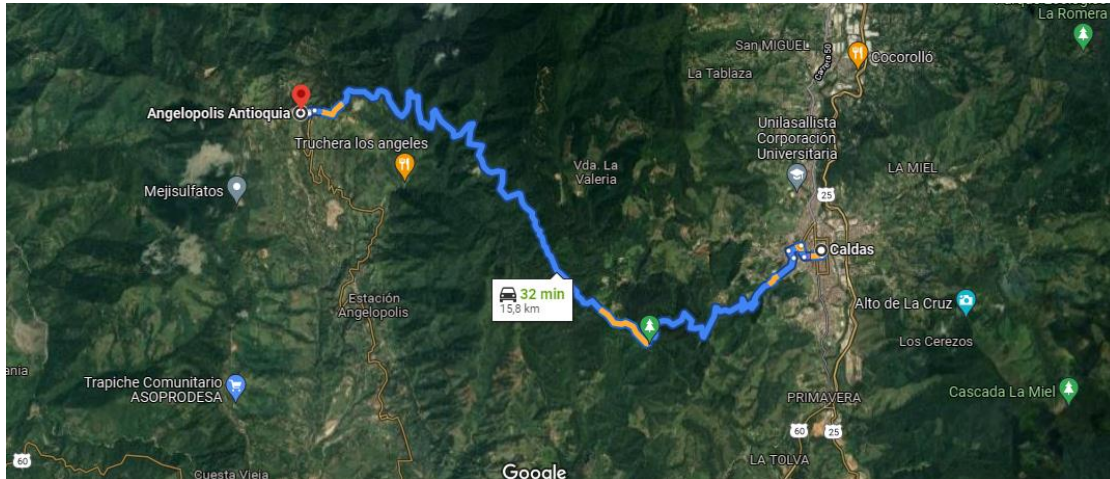 La Romera
San MIGUEL
Cocorolló
Carrera 50
La Tablaza
Angelopolis Antioquia
Unilasallista
Corporación
Universitaria
Truchera los angeles
Vda. La
Valeria
LA MIEL
Mejisulfatos
25
Caldas
32 min
15,8 km
Estación
Angelopolis
Alto de La Cruz
Los Cerezos
Trapiche Comunitario
ASOPRODESA
PRIMAVERA
Cascada La Miel
60
25
60
LA TOLVA
Cuesta Vieja
Google